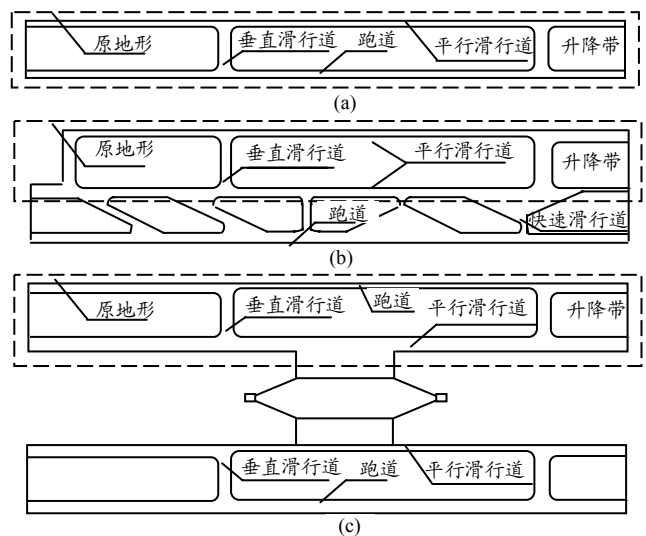 原地形 垂直滑行道 跑道 平行滑行道 升降带
(a)
原地形 垂直滑行道 平行滑行道 升降带
跑道 快速滑行道
(b)
原地形 垂直滑行道 跑道 平行滑行道 升降带
垂直滑行道 跑道 平行滑行道
(c)